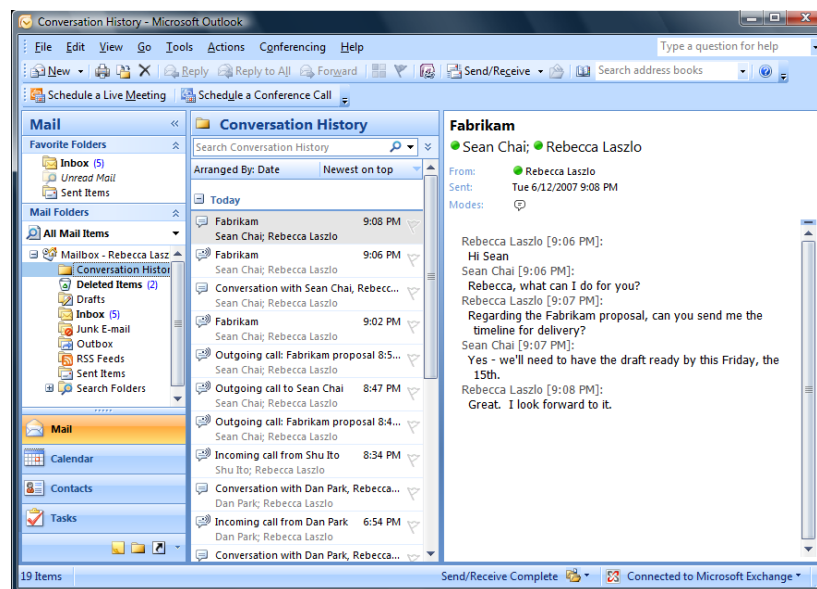 Conversation History - Microsoft Outlook
File Edit View Go Tools Actions Conferencing Help
Type a question for help
New Reply Reply to All Forward Send/Receive Search address books
Schedule a Live Meeting Schedule a Conference Call
Mail
Favorite Folders
Inbox (5)
Unread Mail
Sent Items
Mail Folders
All Mail Items
Mailbox - Rebecca Lasz
Conversation Histor
Deleted Items (2)
Drafts
Inbox (5)
Junk E-mail
Outbox
RSS Feeds
Sent Items
Search Folders
Mail
Calendar
Contacts
Tasks
Conversation History
Search Conversation History
Arranged By: Date Newest on top
Today
Fabrikam 9:08 PM
Sean Chai; Rebecca Laszlo
Fabrikam 9:06 PM
Sean Chai; Rebecca Laszlo
Conversation with Sean Chai, Rebecc...
Sean Chai; Rebecca Laszlo
Fabrikam 9:02 PM
Sean Chai; Rebecca Laszlo
Outgoing call: Fabrikam proposal 8:5...
Sean Chai; Rebecca Laszlo
Outgoing call to Sean Chai 8:47 PM
Sean Chai; Rebecca Laszlo
Outgoing call: Fabrikam proposal 8:4...
Sean Chai; Rebecca Laszlo
Incoming call from Shu Ito 8:34 PM
Shu Ito; Rebecca Laszlo
Conversation with Dan Park, Rebecca...
Dan Park; Rebecca Laszlo
Incoming call from Dan Park 6:54 PM
Dan Park; Rebecca Laszlo
Conversation with Dan Park, Rebecca...
Fabrikam
Sean Chai; Rebecca Laszlo
From: Rebecca Laszlo
Sent: Tue 6/12/2007 9:08 PM
Modes:
Rebecca Laszlo [9:06 PM]:
Hi Sean
Sean Chai [9:06 PM]:
Rebecca, what can I do for you?
Rebecca Laszlo [9:07 PM]:
Regarding the Fabrikam proposal, can you send me the
timeline for delivery?
Sean Chai [9:07 PM]:
Yes - we'll need to have the draft ready by this Friday, the
15th.
Rebecca Laszlo [9:08 PM]:
Great. I look forward to it.
19 Items
Send/Receive Complete Connected to Microsoft Exchange